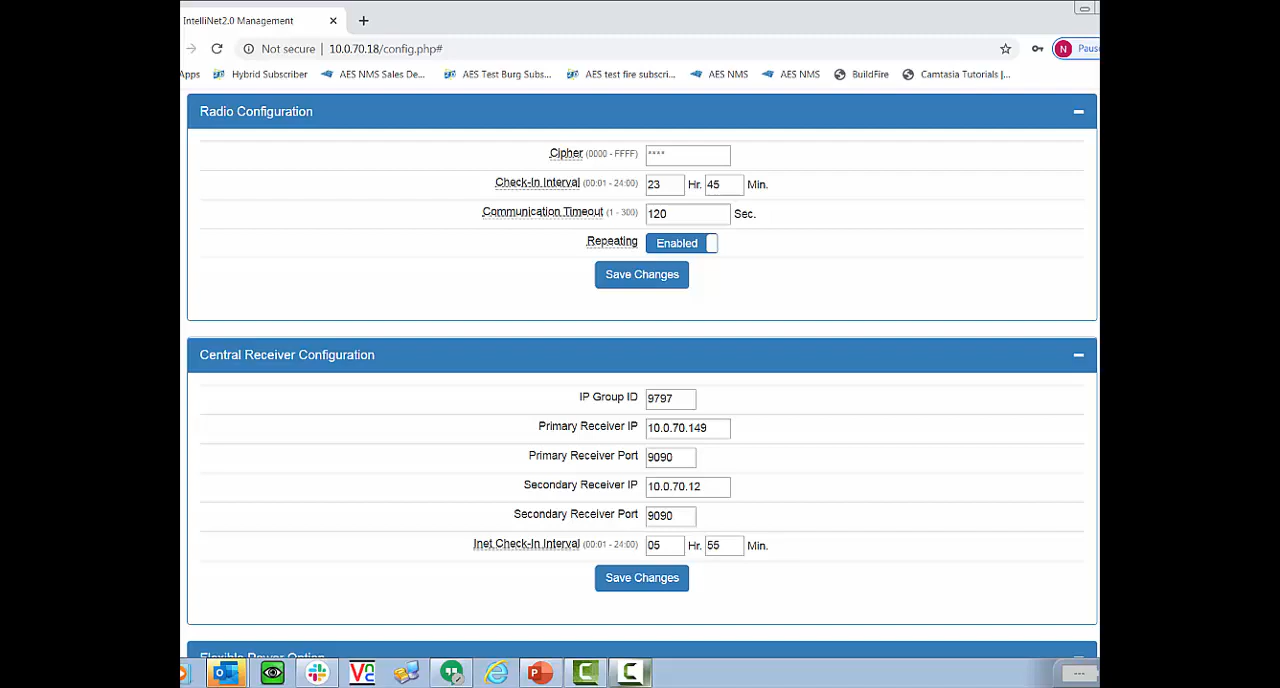 IntelliNet2.0 Management
Not secure | 10.0.70.18/config.php#
N Paus
Apps Hybrid Subscriber AES NMS Sales De... AES Test Burg Subs... AES test fire subscri... AES NMS AES NMS BuildFire Camtasia Tutorials |...
Radio Configuration
Cipher (0000 - FFFF) ****
Check-In Interval (00:01 - 24:00) 23 Hr. 45 Min.
Communication Timeout (1 - 300) 120 Sec.
Repeating Enabled
Save Changes
Central Receiver Configuration
IP Group ID 9797
Primary Receiver IP 10.0.70.149
Primary Receiver Port 9090
Secondary Receiver IP 10.0.70.12
Secondary Receiver Port 9090
Inet Check-In Interval (00:01 - 24:00) 05 Hr. 55 Min.
Save Changes
Flexible Power Option